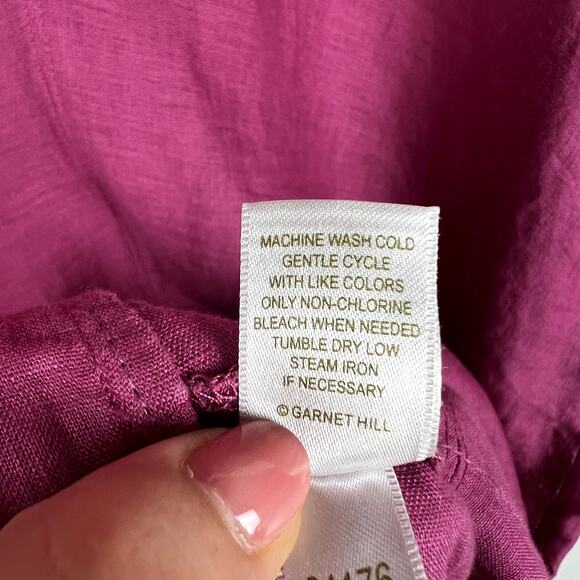 MACHINE WASH COLD
GENTLE CYCLE
WITH LIKE COLORS
ONLY NON-CHLORINE
BLEACH WHEN NEEDED
TUMBLE DRY LOW
STEAM IRON
IF NECESSARY
© GARNET HILL